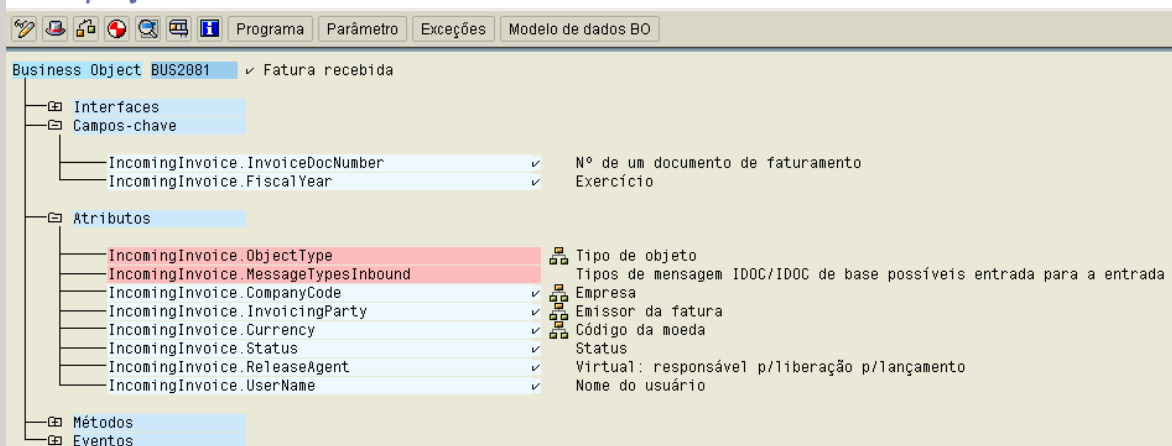 Programa Parâmetro Exceções Modelo de dados BO
Business Object BUS2081 Fatura recebida
Interfaces
Campos-chave
IncomingInvoice.InvoiceDocNumber Nº de um documento de faturamento
IncomingInvoice.FiscalYear Exercício
Atributos
IncomingInvoice.ObjectType Tipo de objeto
IncomingInvoice.MessageTypesInbound Tipos de mensagem IDOC/IDOC de base possíveis entrada para a entrada
IncomingInvoice.CompanyCode Empresa
IncomingInvoice.InvoicingParty Emissor da fatura
IncomingInvoice.Currency Código da moeda
IncomingInvoice.Status Status
IncomingInvoice.ReleaseAgent Virtual: responsável p/liberação p/lançamento
IncomingInvoice.UserName Nome do usuário
Métodos
Eventos